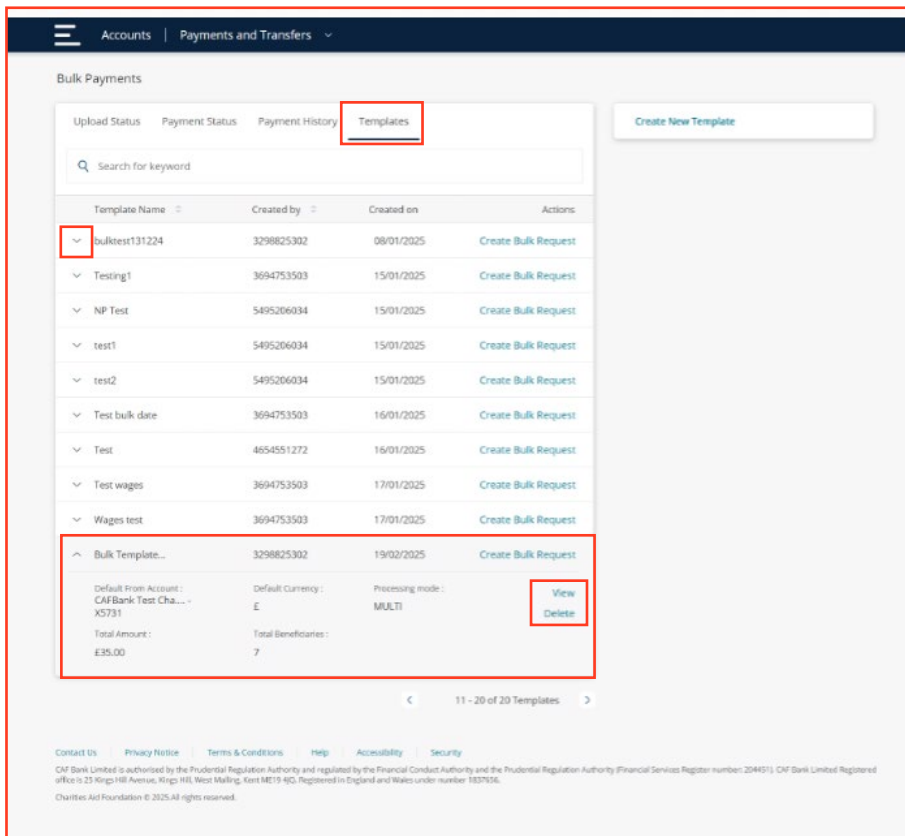 Accounts | Payments and Transfers
Bulk Payments
Upload Status Payment Status Payment History Templates
Create New Template
Search for keyword
Template Name Created by Created on Actions
bulktest131224 3298825302 08/01/2025 Create Bulk Request
Testing1 3694753503 15/01/2025 Create Bulk Request
NP Test 5495206034 15/01/2025 Create Bulk Request
test1 5495206034 15/01/2025 Create Bulk Request
test2 5495206034 15/01/2025 Create Bulk Request
Test bulk date 3694753503 16/01/2025 Create Bulk Request
Test 4654551272 16/01/2025 Create Bulk Request
Test wages 3694753503 17/01/2025 Create Bulk Request
Wages test 3694753503 17/01/2025 Create Bulk Request
Bulk Template... 3298825302 19/02/2025 Create Bulk Request
Default From Account : Default Currency : Processing mode :
CAFBank Test Cha.... - £ MULTI View
X5731 Delete
Total Amount : Total Beneficiaries :
£35.00 7
11 - 20 of 20 Templates
Contact Us Privacy Notice Terms & Conditions Help Accessibility Security
CAF Bank Limited is authorised by the Prudential Regulation Authority and regulated by the Financial Conduct Authority and the Prudential Regulation Authority (Financial Services Register number: 204451). CAF Bank Limited Registered
office is 25 Kings Hill Avenue, Kings Hill, West Malling, Kent ME19 4JQ. Registered in England and Wales under number 1837656.
Charities Aid Foundation © 2025.All rights reserved.